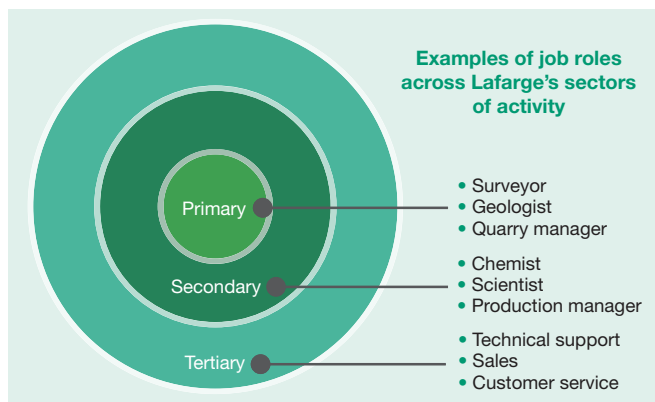 Examples of job roles
across Lafarge's sectors
of activity
Primary
• Surveyor
• Geologist
• Quarry manager
Secondary
• Chemist
• Scientist
• Production manager
Tertiary
• Technical support
• Sales
• Customer service